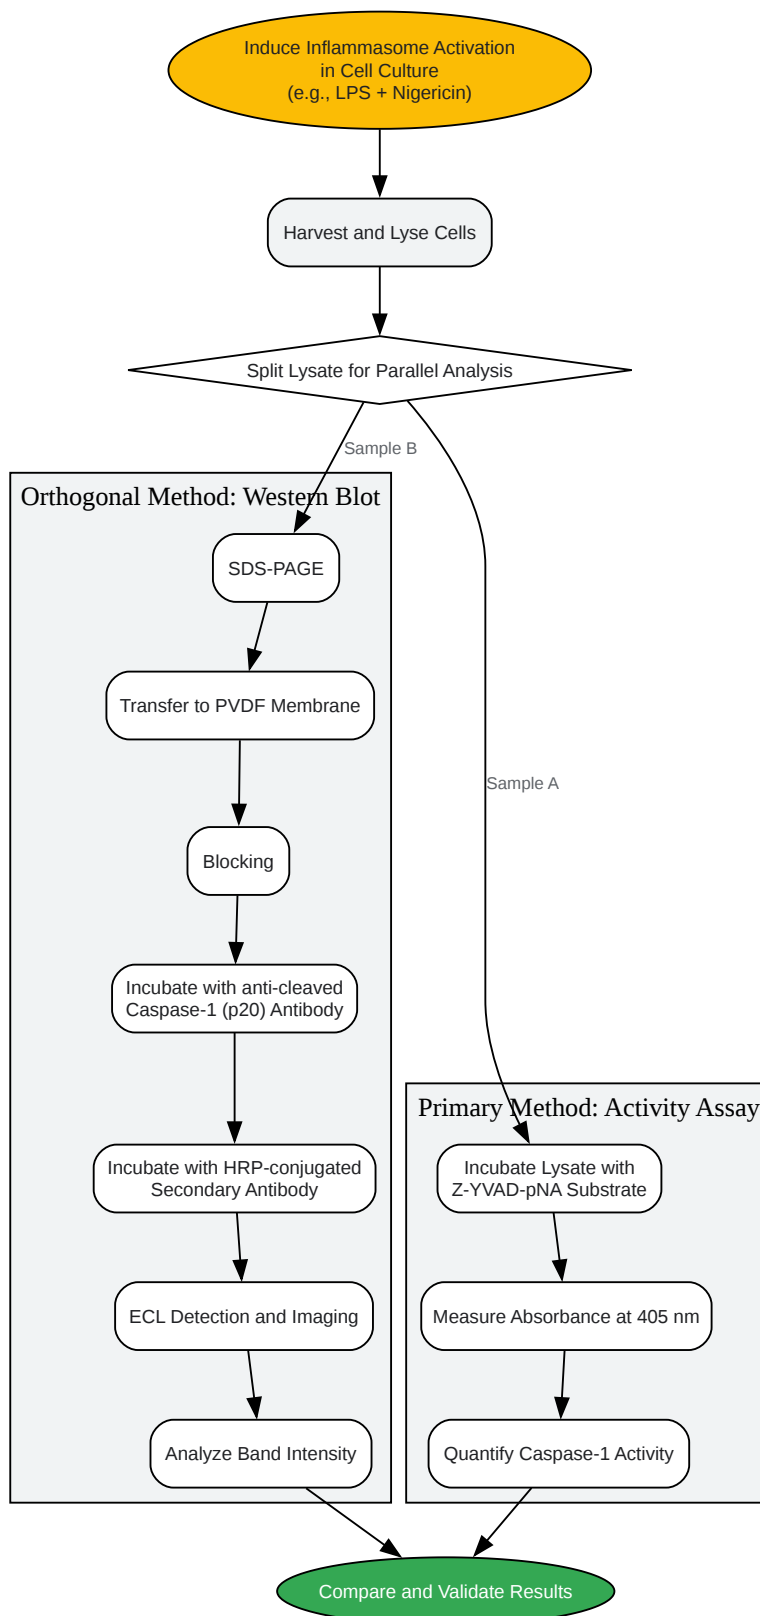 Induce Inflammasome Activation
in Cell Culture
(e.g., LPS + Nigericin)
Harvest and Lyse Cells
Split Lysate for Parallel Analysis
Sample B
Orthogonal Method: Western Blot
SDS-PAGE
Transfer to PVDF Membrane
Sample A
Blocking
Incubate with anti-cleaved
Caspase-1 (p20) Antibody
Incubate with HRP-conjugated
Secondary Antibody
ECL Detection and Imaging
Analyze Band Intensity
Primary Method: Activity Assay
Incubate Lysate with
Z-YVAD-pNA Substrate
Measure Absorbance at 405 nm
Quantify Caspase-1 Activity
Compare and Validate Results